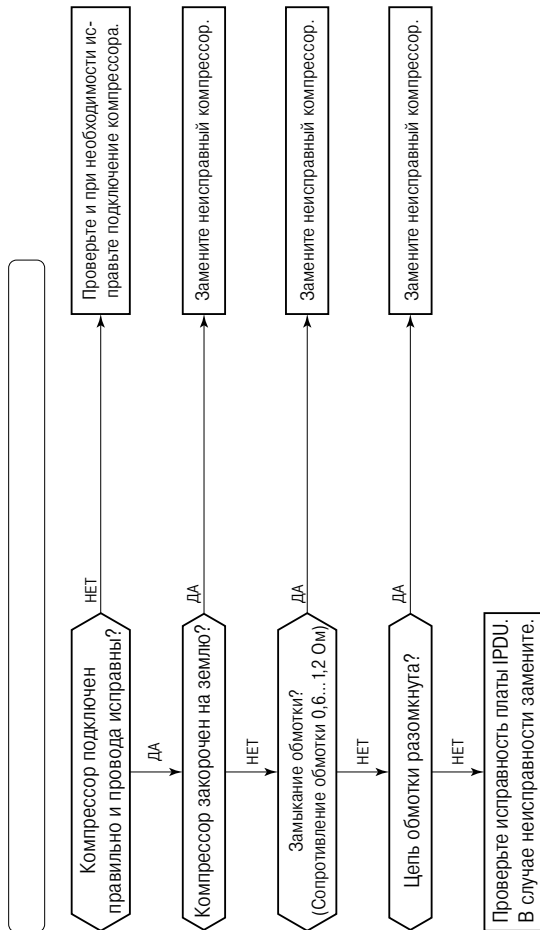 Компрессор подключен
правильно и провода исправны?
НЕТ
Проверьте и при необходимости ис-
правьте подключение компрессора.
ДА
Компрессор закорочен на землю?
ДА
Замените неисправный компрессор.
НЕТ
Замыкание обмотки?
(Сопротивление обмотки 0,6...1,2 Ом)
ДА
Замените неисправный компрессор.
НЕТ
Цепь обмотки разомкнута?
ДА
Замените неисправный компрессор.
НЕТ
Проверьте исправность платы IPDU.
В случае неисправности замените.